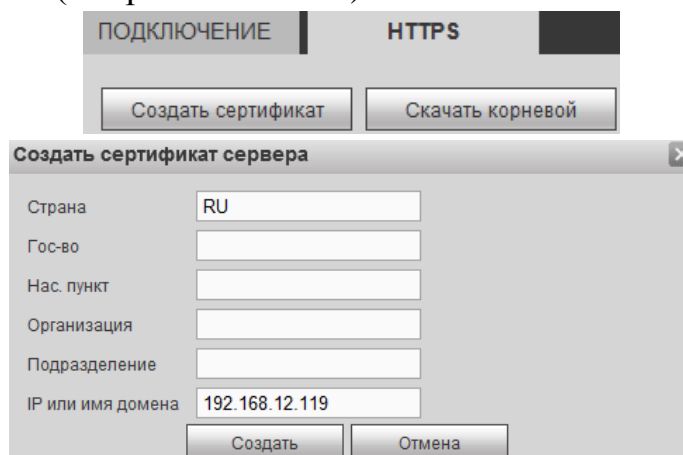 ПОДКЛЮЧЕНИЕ HTTPS
Создать сертификат Скачать корневой
Создать сертификат сервера
Страна RU
Гос-во
Нас. пункт
Организация
Подразделение
IP или имя домена 192.168.12.119
Создать Отмена